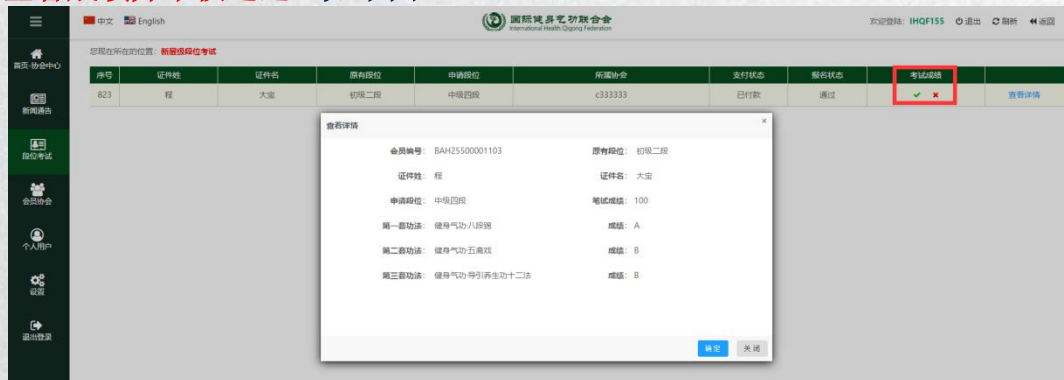 中文 English
国际健身气功联合会
International Health Qigong Federation
欢迎登陆: IHQF155 退出 刷新 返回
首页-协会中心
新闻通告
段位考试
会员协会
个人用户
设置
退出登录
您现在所在的位置: 新晋级段位考试
序号 证件姓 证件名 原有段位 申请段位 所属协会 支付状态 报名状态 考试成绩
823 程 大宝 初级二段 中级四段 c333333 已付款 通过 查看详情
查看详情 ×
会员编号: BAH25500001103 原有段位: 初级二段
证件姓: 程 证件名: 大宝
申请段位: 中级四段 笔试成绩: 100
第一套功法: 健身气功·八段锦 成绩: A
第二套功法: 健身气功·五禽戏 成绩: B
第三套功法: 健身气功·导引养生功十二法 成绩: B
确定 关闭